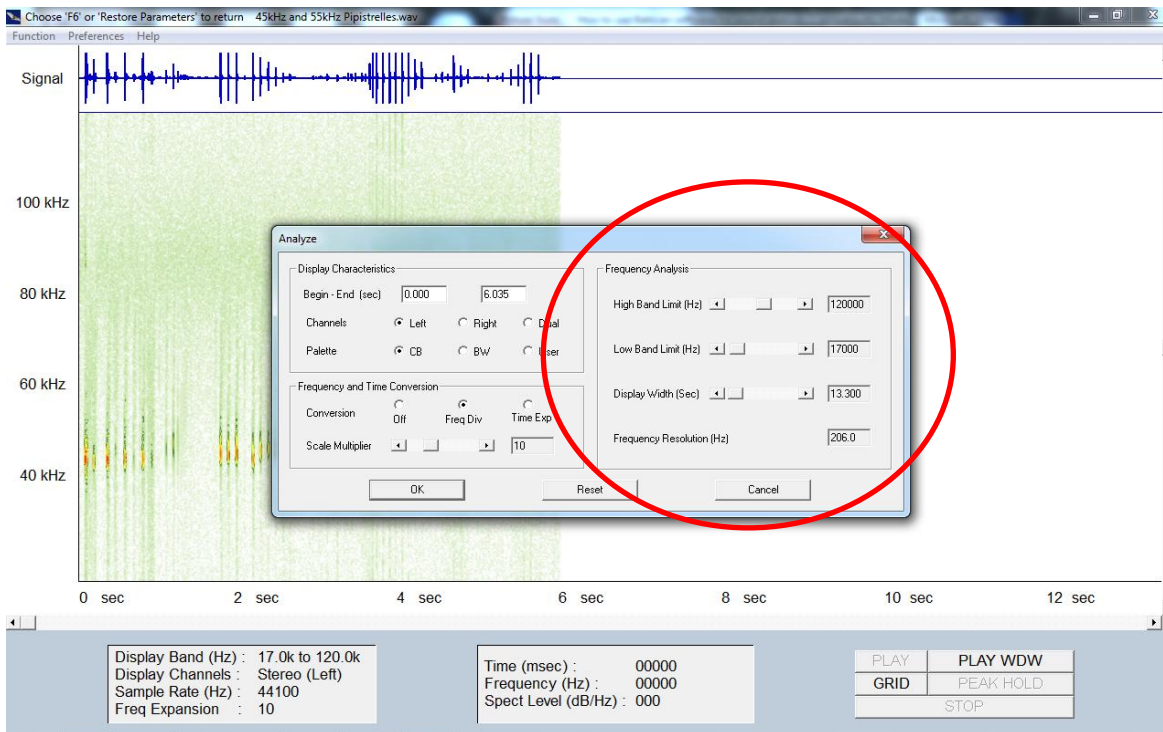 Choose 'F6' or 'Restore Parameters' to return 45kHz and 55kHz Pipistrelles.wav
Function Preferences Help
Signal
100 kHz
80 kHz
60 kHz
40 kHz
Analyze
Display Characteristics
Begin - End (sec) 0.000 6.035
Channels Left Right Dual
Palette CB BW User
Frequency and Time Conversion
Conversion Off Freq Div Time Exp
Scale Multiplier 10
Frequency Analysis
High Band Limit (Hz) 120000
Low Band Limit (Hz) 17000
Display Width (Sec) 13.300
Frequency Resolution (Hz) 206.0
OK Reset Cancel
0 sec 2 sec 4 sec 6 sec 8 sec 10 sec 12 sec
Display Band (Hz) : 17.0k to 120.0k
Display Channels : Stereo (Left)
Sample Rate (Hz) : 44100
Freq Expansion : 10
Time (msec) : 00000
Frequency (Hz) : 00000
Spect Level (dB/Hz) : 000
PLAY PLAY WDW
GRID PEAK HOLD
STOP